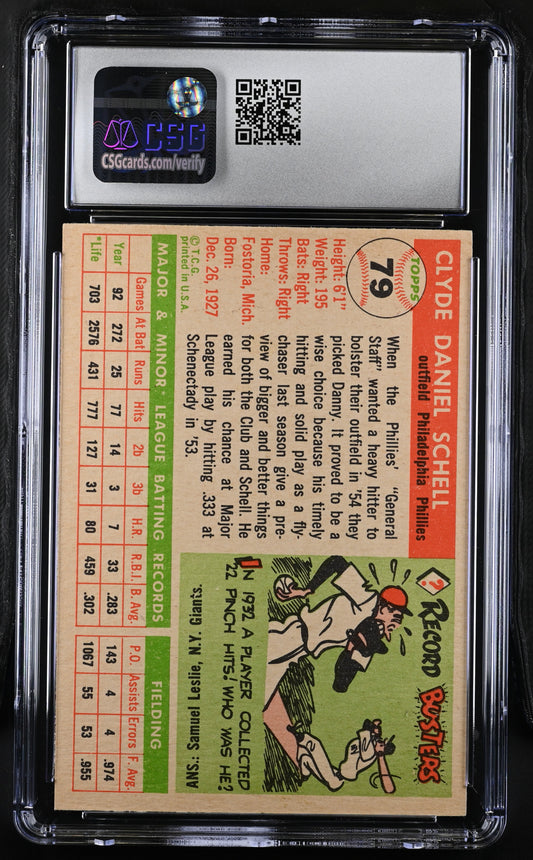 CSG
CSGcards.com/verify
TOPPS
79
CLYDE DANIEL SCHELL
outfield Philadelphia Phillies
Height: 6'1"
Weight: 195
Bats: Right
Throws: Right
Home:
Fostoria, Mich.
Born:
Dec. 26, 1927
© T.C.G.
printed in U.S.A.
When the Phillies' "General
Staff" wanted a heavy hitter to
bolster their outfield in '54 they
picked Danny. It proved to be a
wise choice because his timely
hitting and solid play as a fly-
chaser last season give a pre-
view of bigger and better things
for both the Club and Schell. He
earned his chance at Major
League play by hitting .333 at
Schenectady in '53.
?
RECORD BUSTERS
IN 1932 A PLAYER COLLECTED
22 PINCH HITS! WHO WAS HE?
ANS: Samuel Leslie, N.Y. Giants.
MAJOR & MINOR* LEAGUE BATTING RECORDS FIELDING
Year Games At Bat Runs Hits 2b 3b H.R. R.B.I. B. Avg. P.O. Assists Errors F. Avg.
Year 92 272 25 77 14 3 7 33 .283 143 4 4 .974
*Life 703 2576 431 777 127 31 80 459 .302 1067 55 53 .955